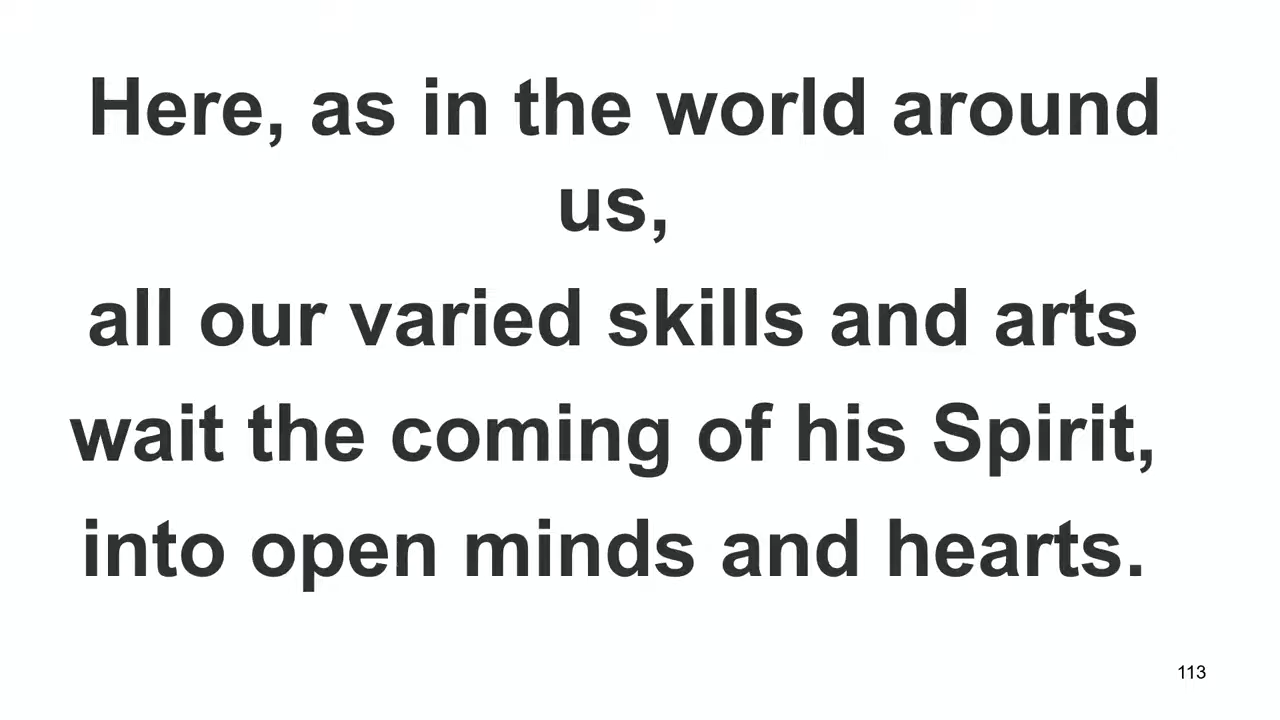 Here, as in the world around
us,
all our varied skills and arts
wait the coming of his Spirit,
into open minds and hearts.
113